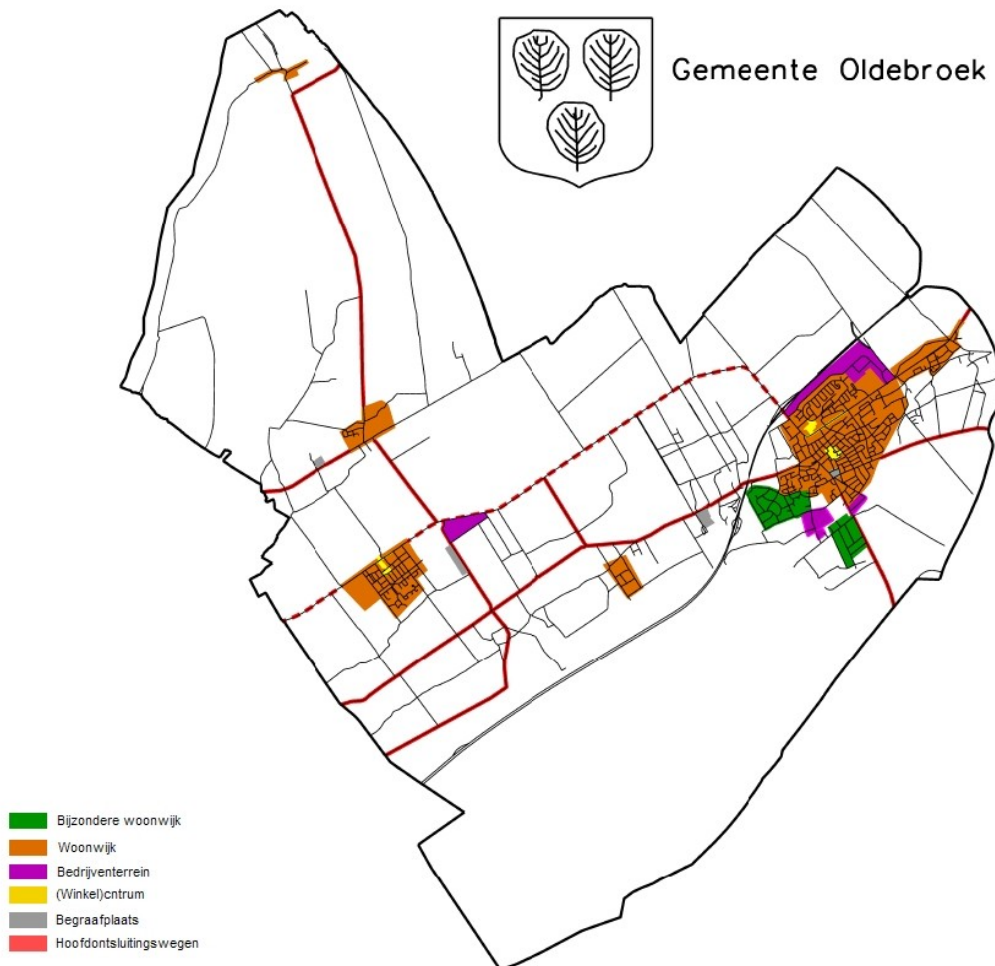 Gemeente Oldebroek
Bijzondere woonwijk
Woonwijk
Bedrijventerrein
(Winkel)cntrum
Begraafplaats
Hoofdontsluitingswegen